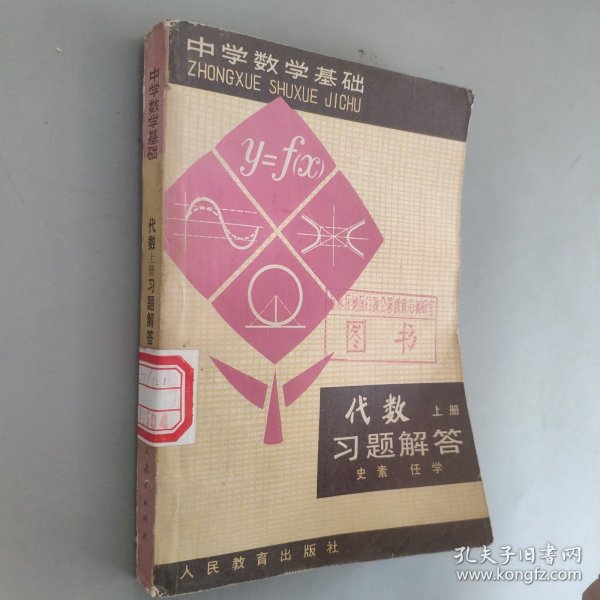 中学数学基础
ZHONGXUE SHUXUE JICHU
y=f(x)
图书
代数 上册
习题解答
史素 任学
人民教育出版社
中学数学基础
代数上册习题解答
孔夫子旧书网
www.kongfz.com